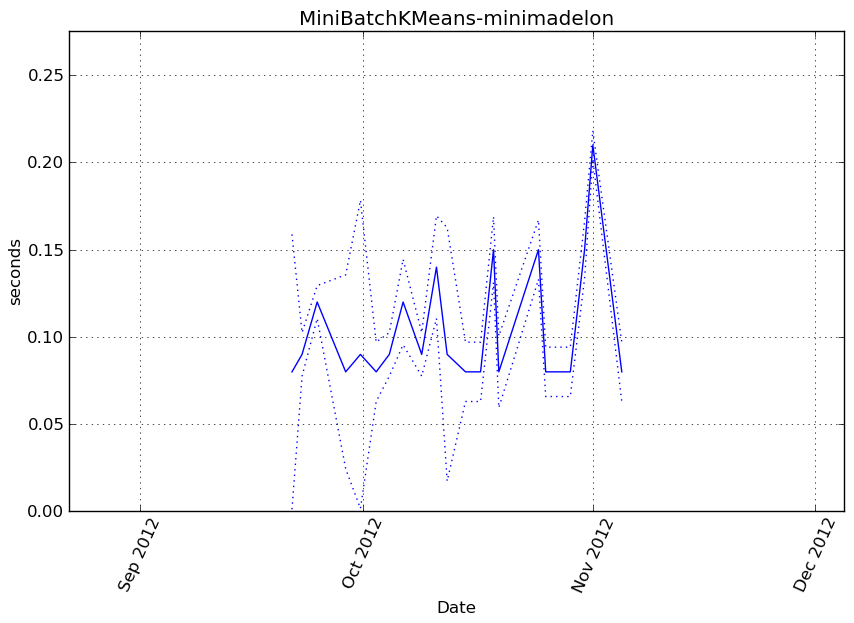 MiniBatchKMeans-minimadelon
0.25
0.20
0.15
0.10
0.05
0.00
seconds
Sep 2012
Oct 2012
Nov 2012
Dec 2012
Date